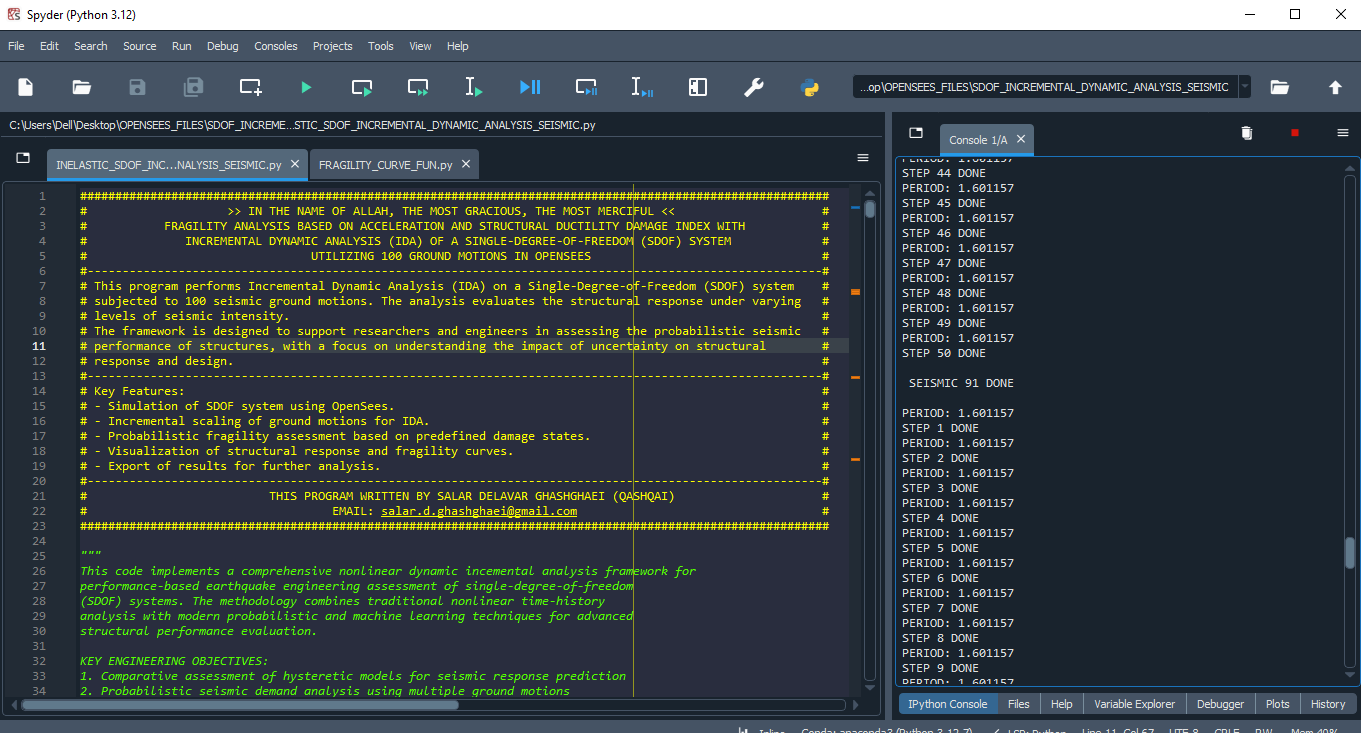 Spyder (Python 3.12)
File Edit Search Source Run Debug Consoles Projects Tools View Help
...op\OPENSEES_FILES\SDOF_INCREMENTAL_DYNAMIC_ANALYSIS_SEISMIC
C:\Users\Dell\Desktop\OPENSEES_FILES\SDOF_INCREME...STIC_SDOF_INCREMENTAL_DYNAMIC_ANALYSIS_SEISMIC.py
INELASTIC_SDOF_INC...NALYSIS_SEISMIC.py FRAGILITY_CURVE_FUN.py
1 ###########################################################################################################
2 # >> IN THE NAME OF ALLAH, THE MOST GRACIOUS, THE MOST MERCIFUL << #
3 # FRAGILITY ANALYSIS BASED ON ACCELERATION AND STRUCTURAL DUCTILITY DAMAGE INDEX WITH #
4 # INCREMENTAL DYNAMIC ANALYSIS (IDA) OF A SINGLE-DEGREE-OF-FREEDOM (SDOF) SYSTEM #
5 # UTILIZING 100 GROUND MOTIONS IN OPENSEES #
6 #---------------------------------------------------------------------------------------------------------#
7 # This program performs Incremental Dynamic Analysis (IDA) on a Single-Degree-of-Freedom (SDOF) system #
8 # subjected to 100 seismic ground motions. The analysis evaluates the structural response under varying #
9 # levels of seismic intensity. #
10 # The framework is designed to support researchers and engineers in assessing the probabilistic seismic #
11 # performance of structures, with a focus on understanding the impact of uncertainty on structural #
12 # response and design. #
13 #---------------------------------------------------------------------------------------------------------#
14 # Key Features: #
15 # - Simulation of SDOF system using OpenSees. #
16 # - Incremental scaling of ground motions for IDA. #
17 # - Probabilistic fragility assessment based on predefined damage states. #
18 # - Visualization of structural response and fragility curves. #
19 # - Export of results for further analysis. #
20 #---------------------------------------------------------------------------------------------------------#
21 # THIS PROGRAM WRITTEN BY SALAR DELAVAR GHASHGHAEI (QASHQAI) #
22 # EMAIL: salar.d.ghashghaei@gmail.com #
23 ###########################################################################################################
24
25 """
26 This code implements a comprehensive nonlinear dynamic incemental analysis framework for
27 performance-based earthquake engineering assessment of single-degree-of-freedom
28 (SDOF) systems. The methodology combines traditional nonlinear time-history
29 analysis with modern probabilistic and machine learning techniques for advanced
30 structural performance evaluation.
31
32 KEY ENGINEERING OBJECTIVES:
33 1. Comparative assessment of hysteretic models for seismic response prediction
34 2. Probabilistic seismic demand analysis using multiple ground motions
Console 1/A
PERIOD: 1.601157
STEP 44 DONE
PERIOD: 1.601157
STEP 45 DONE
PERIOD: 1.601157
STEP 46 DONE
PERIOD: 1.601157
STEP 47 DONE
PERIOD: 1.601157
STEP 48 DONE
PERIOD: 1.601157
STEP 49 DONE
PERIOD: 1.601157
STEP 50 DONE
SEISMIC 91 DONE
PERIOD: 1.601157
STEP 1 DONE
PERIOD: 1.601157
STEP 2 DONE
PERIOD: 1.601157
STEP 3 DONE
PERIOD: 1.601157
STEP 4 DONE
PERIOD: 1.601157
STEP 5 DONE
PERIOD: 1.601157
STEP 6 DONE
PERIOD: 1.601157
STEP 7 DONE
PERIOD: 1.601157
STEP 8 DONE
PERIOD: 1.601157
STEP 9 DONE
PERIOD: 1.601157
IPython Console Files Help Variable Explorer Debugger Plots History
Inline Conda: anaconda3 (Python 3.12.7) LSP: Python Line 11, Col 67 UTF-8 CRLF RW Mem 40%